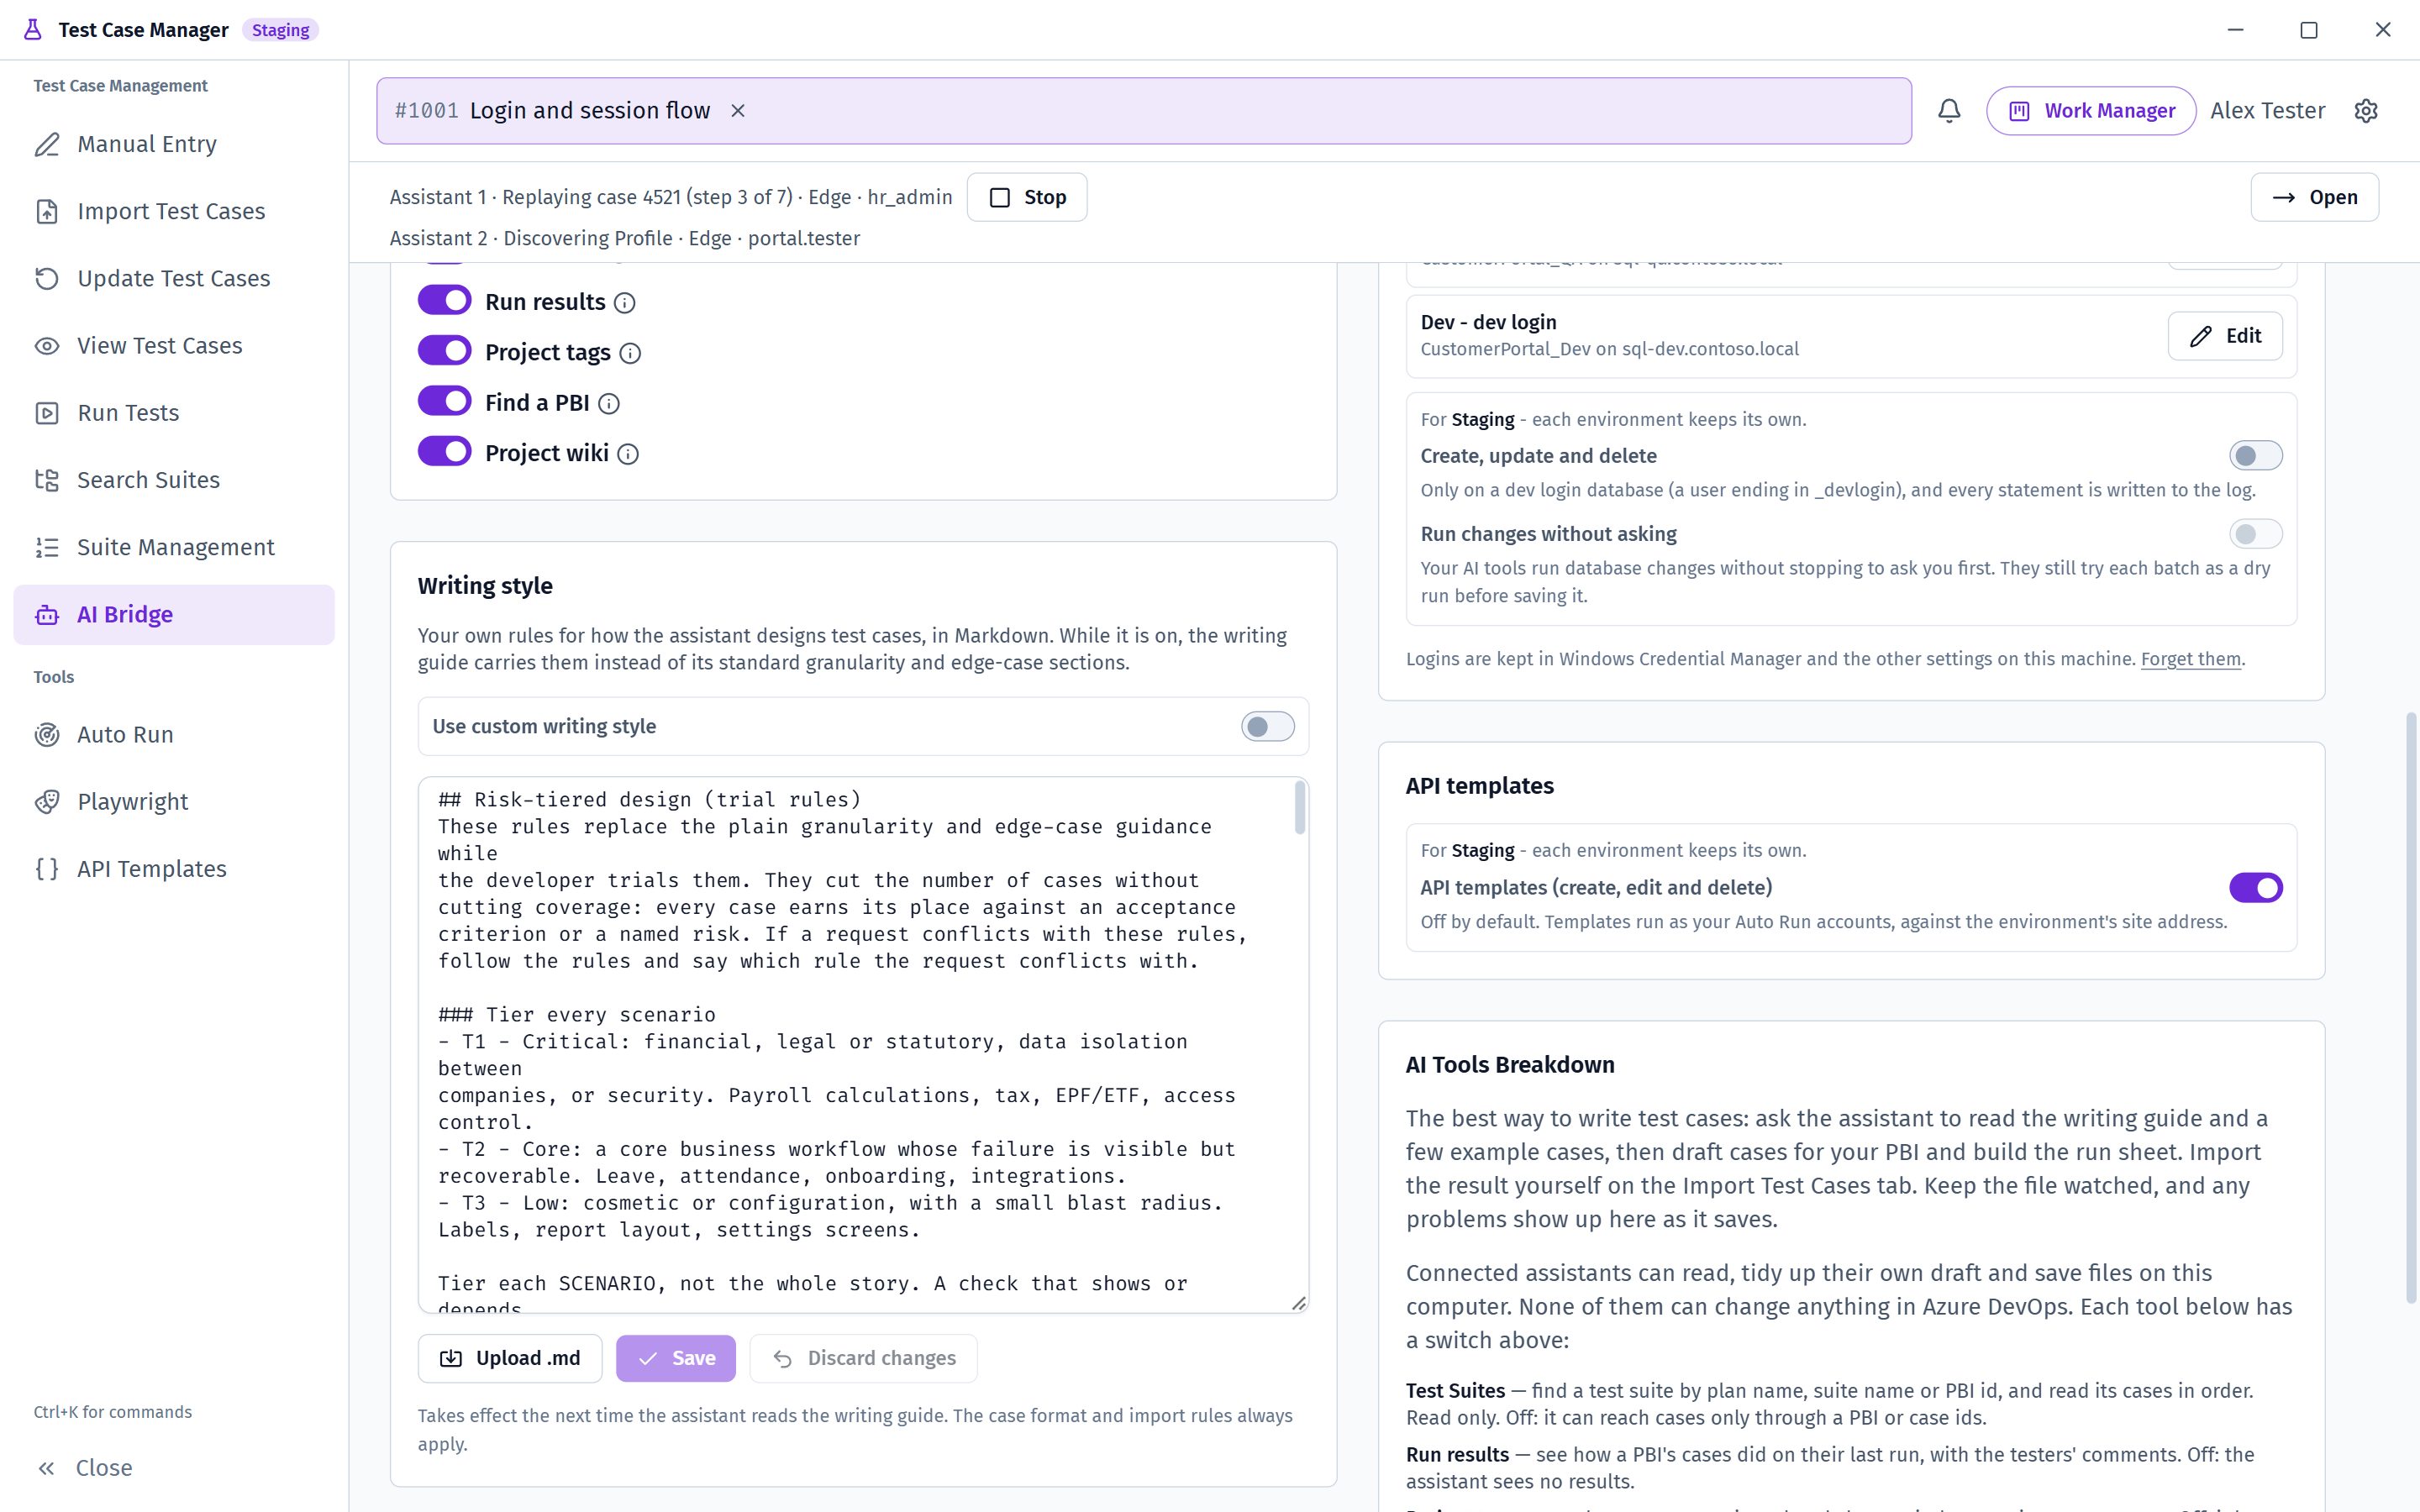 Test Case Manager Staging
Test Case Management
Manual Entry
Import Test Cases
Update Test Cases
View Test Cases
Run Tests
Search Suites
Suite Management
AI Bridge
Tools
Auto Run
Playwright
API Templates
Ctrl+K for commands
Close
#1001 Login and session flow
Work Manager
Alex Tester
Assistant 1 · Replaying case 4521 (step 3 of 7) · Edge · hr_admin
Stop
Open
Assistant 2 · Discovering Profile · Edge · portal.tester
Run results
Project tags
Find a PBI
Project wiki
Writing style
Your own rules for how the assistant designs test cases, in Markdown. While it is on, the writing
guide carries them instead of its standard granularity and edge-case sections.
Use custom writing style
## Risk-tiered design (trial rules)
These rules replace the plain granularity and edge-case guidance
while
the developer trials them. They cut the number of cases without
cutting coverage: every case earns its place against an acceptance
criterion or a named risk. If a request conflicts with these rules,
follow the rules and say which rule the request conflicts with.
### Tier every scenario
- T1 - Critical: financial, legal or statutory, data isolation
between
companies, or security. Payroll calculations, tax, EPF/ETF, access
control.
- T2 - Core: a core business workflow whose failure is visible but
recoverable. Leave, attendance, onboarding, integrations.
- T3 - Low: cosmetic or configuration, with a small blast radius.
Labels, report layout, settings screens.
Tier each SCENARIO, not the whole story. A check that shows or
depends
Upload .md
Save
Discard changes
Takes effect the next time the assistant reads the writing guide. The case format and import rules always
apply.
Dev - dev login
CustomerPortal_Dev on sql-dev.contoso.local
Edit
For Staging - each environment keeps its own.
Create, update and delete
Only on a dev login database (a user ending in _devlogin), and every statement is written to the log.
Run changes without asking
Your AI tools run database changes without stopping to ask you first. They still try each batch as a dry
run before saving it.
Logins are kept in Windows Credential Manager and the other settings on this machine. Forget them.
API templates
For Staging - each environment keeps its own.
API templates (create, edit and delete)
Off by default. Templates run as your Auto Run accounts, against the environment's site address.
AI Tools Breakdown
The best way to write test cases: ask the assistant to read the writing guide and a
few example cases, then draft cases for your PBI and build the run sheet. Import
the result yourself on the Import Test Cases tab. Keep the file watched, and any
problems show up here as it saves.
Connected assistants can read, tidy up their own draft and save files on this
computer. None of them can change anything in Azure DevOps. Each tool below has
a switch above:
Test Suites — find a test suite by plan name, suite name or PBI id, and read its cases in order.
Read only. Off: it can reach cases only through a PBI or case ids.
Run results — see how a PBI's cases did on their last run, with the testers' comments. Off: the
assistant sees no results.